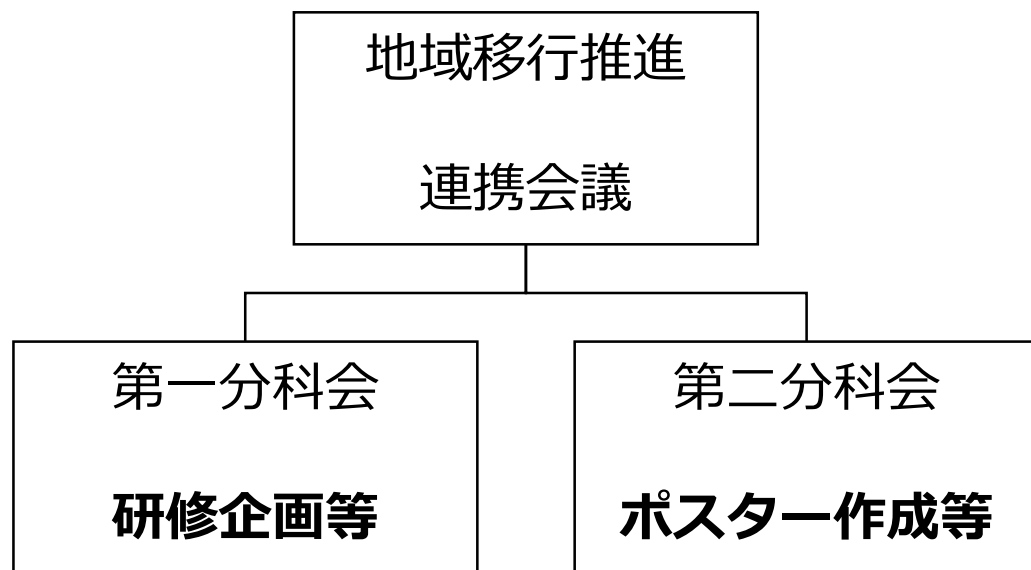 地域移行推進
連携会議
第一分科会
研修企画等
第二分科会
ポスター作成等